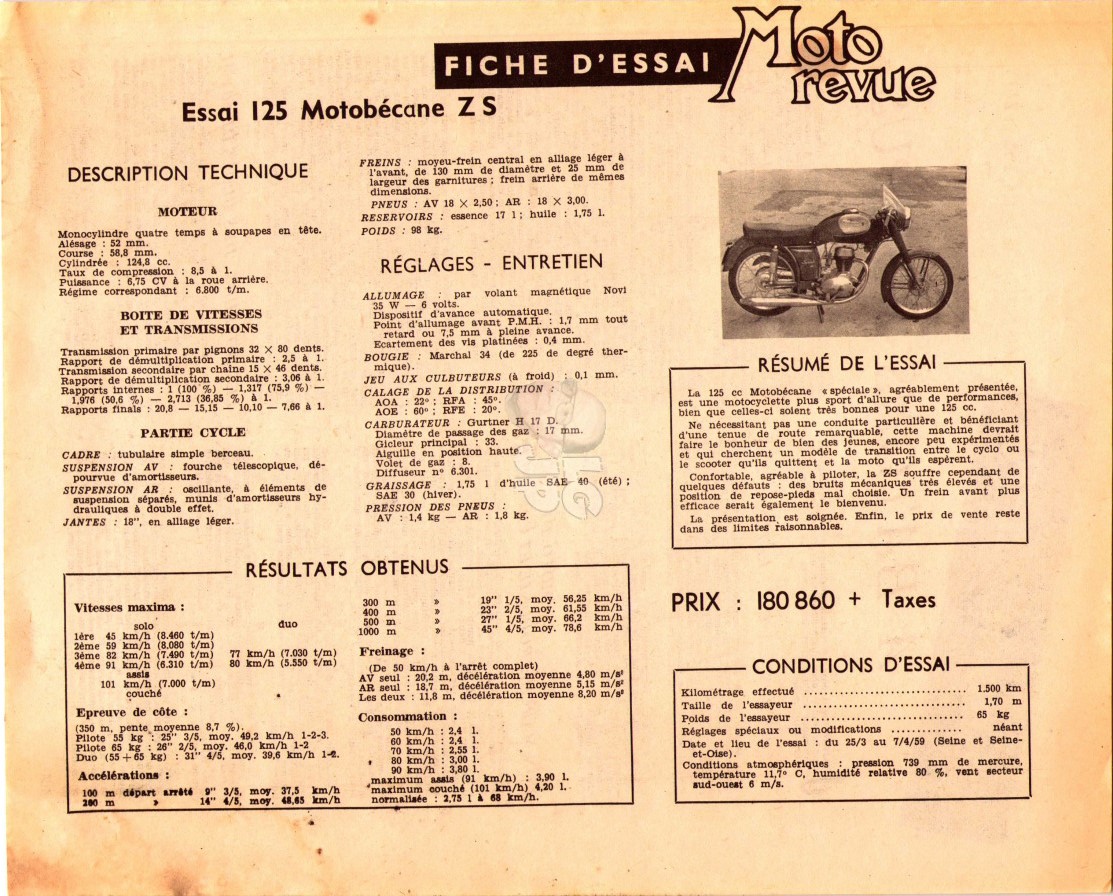 FICHE D'ESSAI
Moto
revue
Essai 125 Motobécane Z S
DESCRIPTION TECHNIQUE
MOTEUR
Monocylindre quatre temps à soupapes en tête.
Alésage : 52 mm.
Course : 58,8 mm.
Cylindrée : 124,8 cc.
Taux de compression : 8,5 à 1.
Puissance : 6,75 CV à la roue arrière.
Régime correspondant : 6.800 t/m.
BOITE DE VITESSES
ET TRANSMISSIONS
Transmission primaire par pignons 32 × 80 dents.
Rapport de démultiplication primaire : 2,5 à 1.
Transmission secondaire par chaîne 15 × 46 dents.
Rapport de démultiplication secondaire : 3,06 à 1.
Rapports internes : 1 (100 %) — 1,317 (75,9 %) —
1,976 (50,6 %) — 2,713 (36,85 %) à 1.
Rapports finals : 20,8 — 15,15 — 10,10 — 7,66 à 1.
PARTIE CYCLE
CADRE : tubulaire simple berceau.
SUSPENSION AV : fourche télescopique, dé-
pourvue d'amortisseurs.
SUSPENSION AR : oscillante, à éléments de
suspension séparés, munis d'amortisseurs hy-
drauliques à double effet.
JANTES : 18", en alliage léger.
FREINS : moyeu-frein central en alliage léger à
l'avant, de 130 mm de diamètre et 25 mm de
largeur des garnitures ; frein arrière de mêmes
dimensions.
PNEUS : AV 18 × 2,50 ; AR : 18 × 3,00.
RESERVOIRS : essence 17 l ; huile : 1,75 l.
POIDS : 98 kg.
RÉGLAGES - ENTRETIEN
ALLUMAGE : par volant magnétique Novi
35 W — 6 volts.
Dispositif d'avance automatique.
Point d'allumage avant P.M.H. : 1,7 mm tout
retard ou 7,5 mm à pleine avance.
Ecartement des vis platinées : 0,4 mm.
BOUGIE : Marchal 34 (de 225 de degré ther-
mique).
JEU AUX CULBUTEURS (à froid) : 0,1 mm.
CALAGE DE LA DISTRIBUTION :
AOA : 22° ; RFA : 45°.
AOE : 60° ; RFE : 20°.
CARBURATEUR : Gurtner H 17 D.
Diamètre de passage des gaz : 17 mm.
Gicleur principal : 33.
Aiguille en position haute.
Volet de gaz : 8.
Diffuseur n° 6.301.
GRAISSAGE : 1,75 l d'huile SAE 40 (été) ;
SAE 30 (hiver).
PRESSION DES PNEUS :
AV : 1,4 kg — AR : 1,8 kg.
RÉSUMÉ DE L'ESSAI
La 125 cc Motobécane « spéciale », agréablement présentée,
est une motocyclette plus sport d'allure que de performances,
bien que celles-ci soient très bonnes pour une 125 cc.
Ne nécessitant pas une conduite particulière et bénéficiant
d'une tenue de route remarquable, cette machine devrait
faire le bonheur de bien des jeunes, encore peu expérimentés
et qui cherchent un modèle de transition entre le cyclo ou
le scooter qu'ils quittent et la moto qu'ils espèrent.
Confortable, agréable à piloter, la ZS souffre cependant de
quelques défauts : des bruits mécaniques très élevés et une
position de repose-pieds mal choisie. Un frein avant plus
efficace serait également le bienvenu.
La présentation est soignée. Enfin, le prix de vente reste
dans des limites raisonnables.
PRIX : 180 860 + Taxes
RÉSULTATS OBTENUS
Vitesses maxima :
solo duo
1ère 45 km/h (8.460 t/m)
2ème 59 km/h (8.080 t/m)
3ème 82 km/h (7.490 t/m) 77 km/h (7.030 t/m)
4ème 91 km/h (6.310 t/m) 80 km/h (5.550 t/m)
assis
101 km/h (7.000 t/m)
couché
Epreuve de côte :
(350 m, pente moyenne 8,7 %).
Pilote 55 kg : 25" 3/5, moy. 49,2 km/h 1-2-3.
Pilote 65 kg : 26" 2/5, moy. 46,0 km/h 1-2
Duo (55 + 65 kg) : 31" 4/5, moy. 39,6 km/h 1-2.
Accélérations :
100 m départ arrêté 9" 3/5, moy. 37,5 km/h
200 m » 14" 4/5, moy. 48,65 km/h
300 m » 19" 1/5, moy. 56,25 km/h
400 m » 23" 2/5, moy. 61,55 km/h
500 m » 27" 1/5, moy. 66,2 km/h
1000 m » 45" 4/5, moy. 78,6 km/h
Freinage :
(De 50 km/h à l'arrêt complet)
AV seul : 20,2 m, décélération moyenne 4,80 m/s²
AR seul : 18,7 m, décélération moyenne 5,15 m/s²
Les deux : 11,8 m, décélération moyenne 8,20 m/s²
Consommation :
50 km/h : 2,4 l.
60 km/h : 2,4 l.
70 km/h : 2,55 l.
80 km/h : 3,00 l.
90 km/h : 3,80 l.
maximum assis (91 km/h) : 3,90 l.
maximum couché (101 km/h) 4,20 l.
normalisée : 2,75 l à 68 km/h.
CONDITIONS D'ESSAI
Kilométrage effectué ........................ 1.500 km
Taille de l'essayeur ........................ 1,70 m
Poids de l'essayeur ........................ 65 kg
Réglages spéciaux ou modifications .............. néant
Date et lieu de l'essai : du 25/3 au 7/4/59 (Seine et Seine-
et-Oise).
Conditions atmosphériques : pression 739 mm de mercure,
température 11,7° C, humidité relative 80 %, vent secteur
sud-ouest 6 m/s.